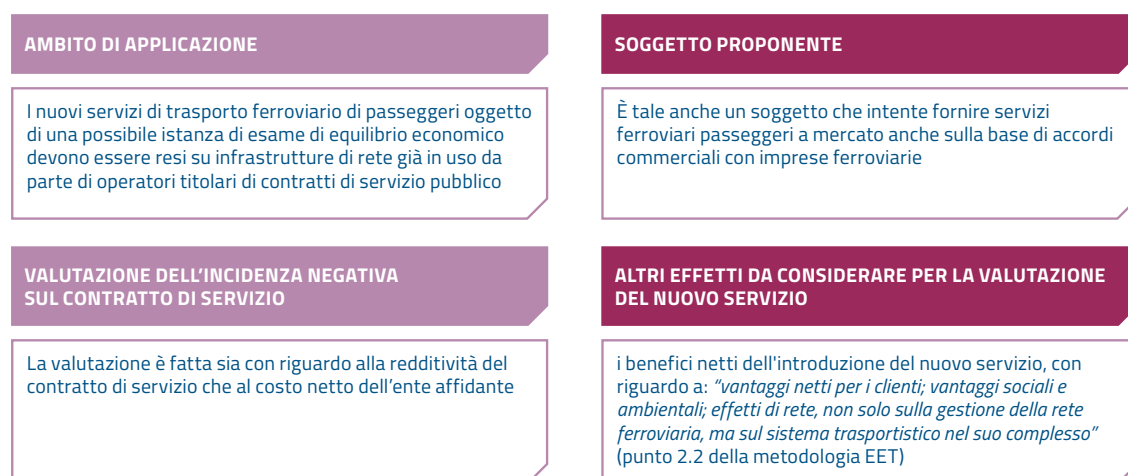 AMBITO DI APPLICAZIONE
I nuovi servizi di trasporto ferroviario di passeggeri oggetto
di una possibile istanza di esame di equilibrio economico
devono essere resi su infrastrutture di rete già in uso da
parte di operatori titolari di contratti di servizio pubblico
SOGGETTO PROPONENTE
È tale anche un soggetto che intente fornire servizi
ferroviari passeggeri a mercato anche sulla base di accordi
commerciali con imprese ferroviarie
VALUTAZIONE DELL'INCIDENZA NEGATIVA
SUL CONTRATTO DI SERVIZIO
La valutazione è fatta sia con riguardo alla redditività del
contratto di servizio che al costo netto dell'ente affidante
ALTRI EFFETTI DA CONSIDERARE PER LA VALUTAZIONE
DEL NUOVO SERVIZIO
i benefici netti dell'introduzione del nuovo servizio, con
riguardo a: "vantaggi netti per i clienti; vantaggi sociali e
ambientali; effetti di rete, non solo sulla gestione della rete
ferroviaria, ma sul sistema trasportistico nel suo complesso"
(punto 2.2 della metodologia EET)